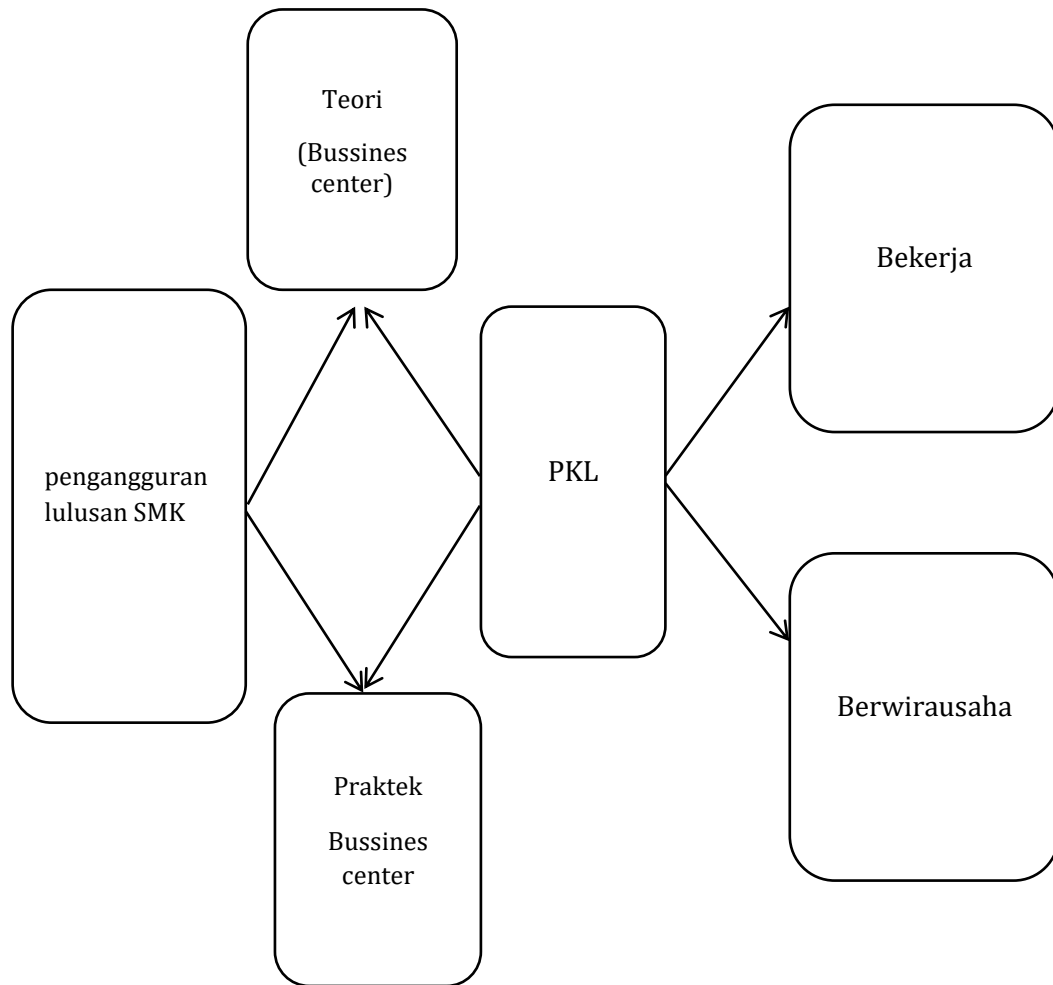 Teori
(Bussines
center)
pengangguran
lulusan SMK
Praktek
Bussines
center
PKL
Bekerja
Berwirausaha